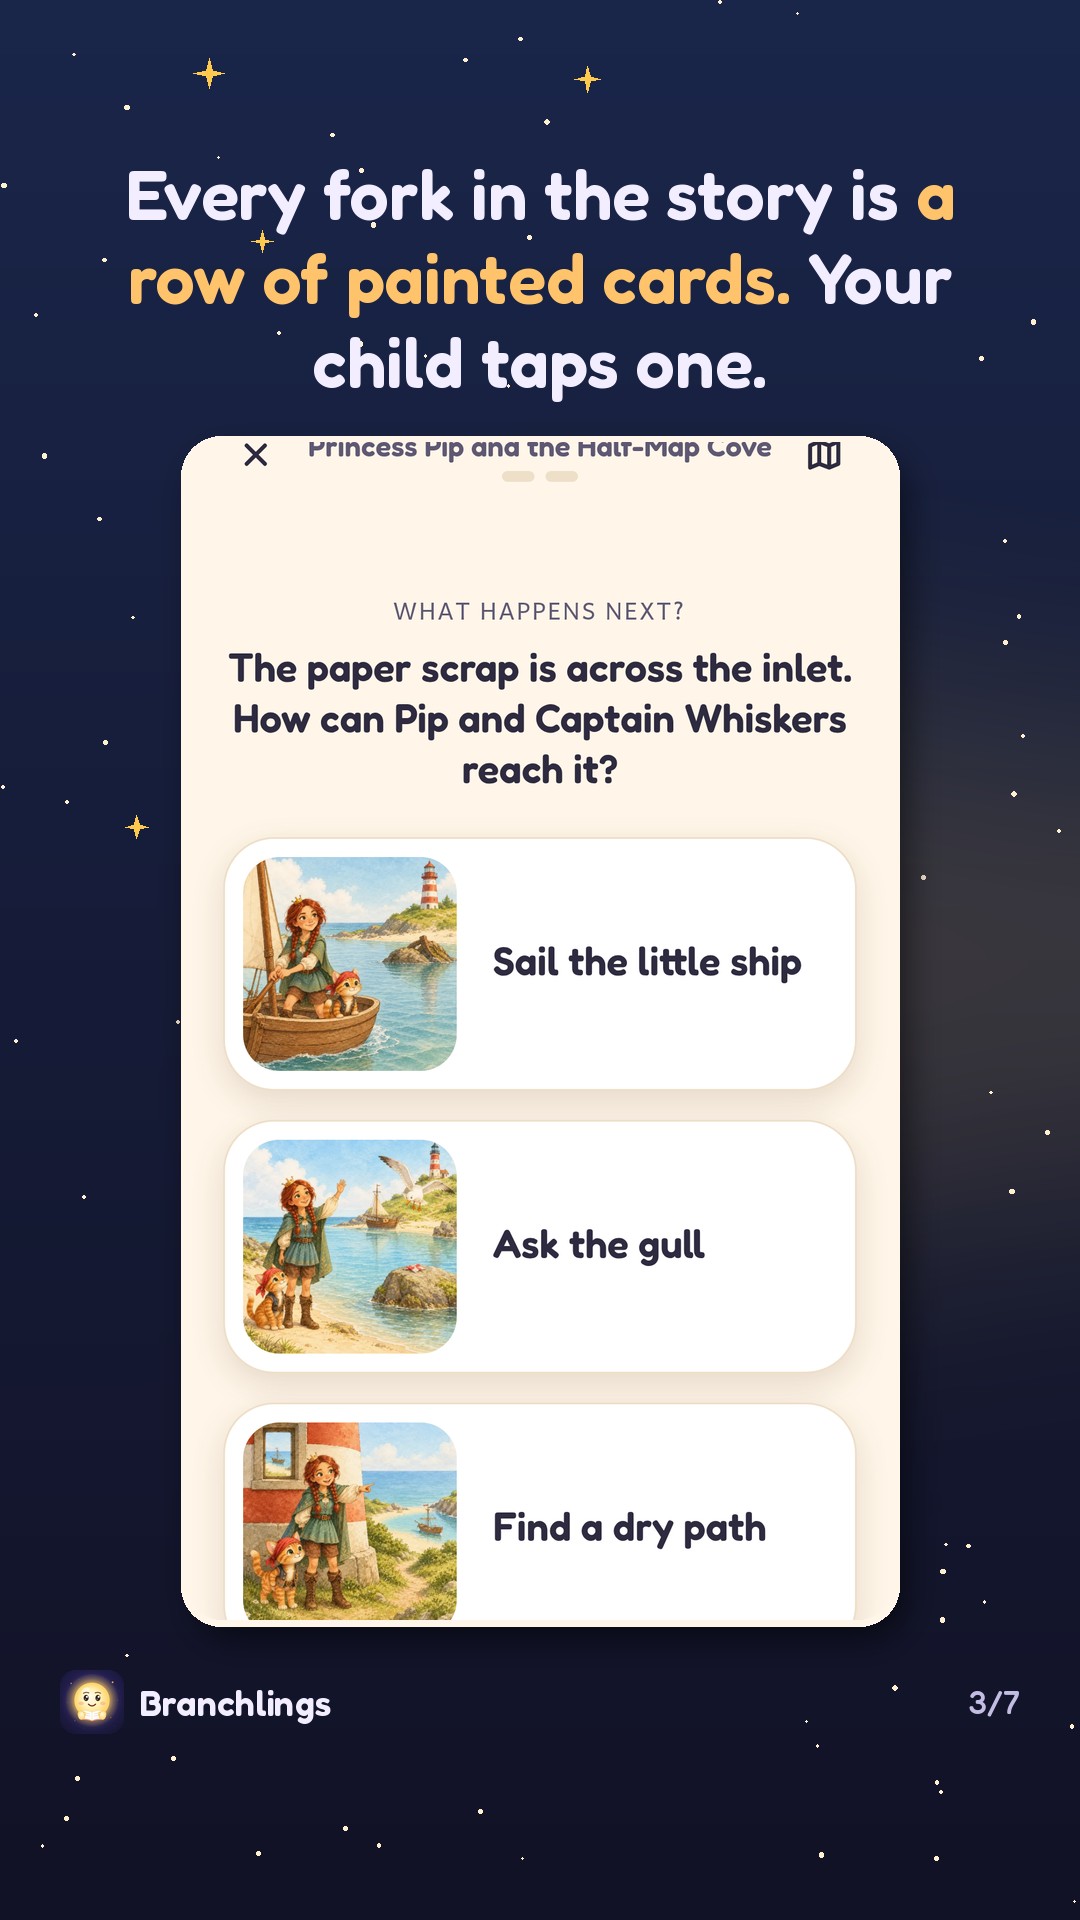 Every fork in the story is a
row of painted cards. Your
child taps one.
Princess Pip and the Half-Map Cove
WHAT HAPPENS NEXT?
The paper scrap is across the inlet.
How can Pip and Captain Whiskers
reach it?
Sail the little ship
Ask the gull
Find a dry path
Branchlings
3/7